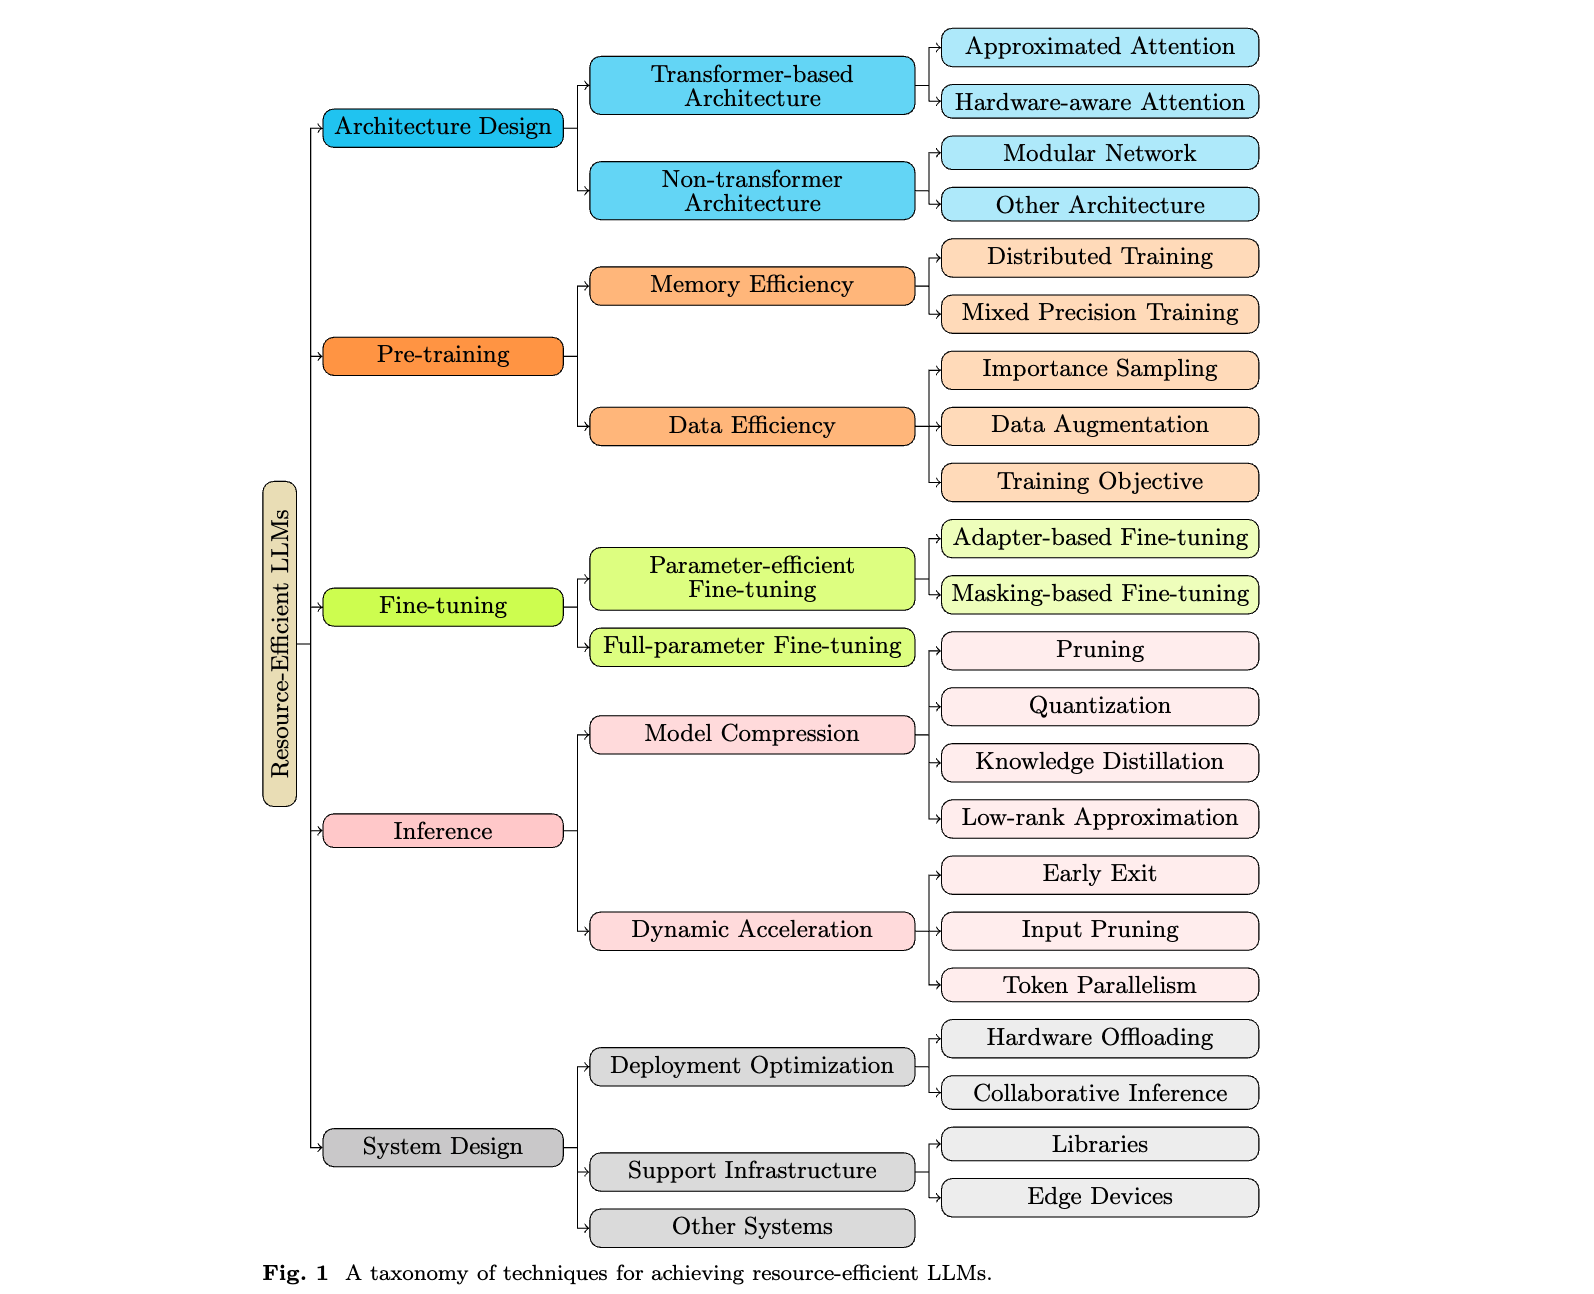 Resource-Efficient LLMs
Architecture Design
Transformer-based
Architecture
Approximated Attention
Hardware-aware Attention
Non-transformer
Architecture
Modular Network
Other Architecture
Pre-training
Memory Efficiency
Distributed Training
Mixed Precision Training
Data Efficiency
Importance Sampling
Data Augmentation
Training Objective
Fine-tuning
Parameter-efficient
Fine-tuning
Adapter-based Fine-tuning
Masking-based Fine-tuning
Full-parameter Fine-tuning
Inference
Model Compression
Pruning
Quantization
Knowledge Distillation
Low-rank Approximation
Dynamic Acceleration
Early Exit
Input Pruning
Token Parallelism
System Design
Deployment Optimization
Hardware Offloading
Collaborative Inference
Support Infrastructure
Libraries
Edge Devices
Other Systems
Fig. 1 A taxonomy of techniques for achieving resource-efficient LLMs.